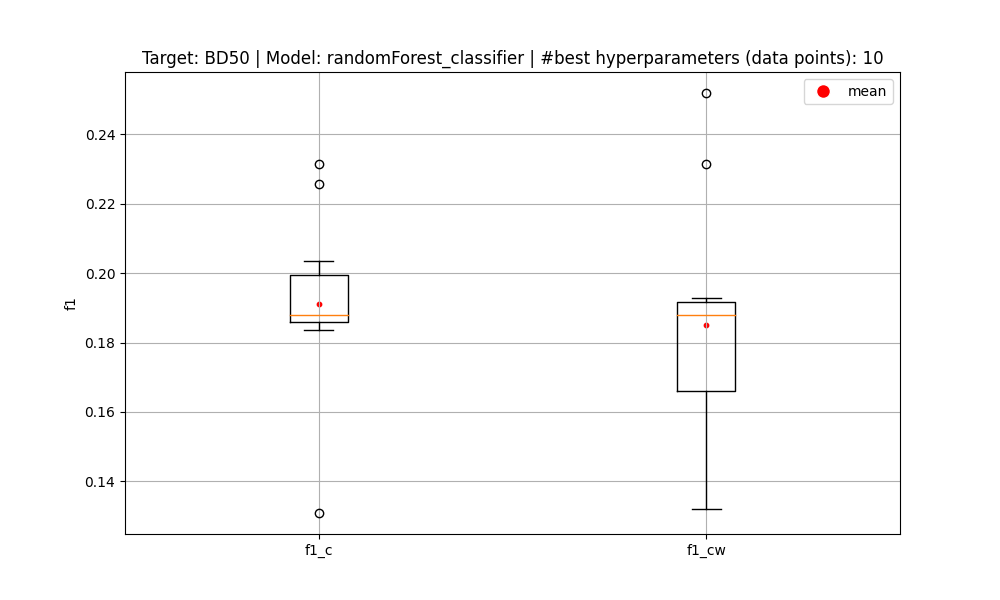 Target: BD50 | Model: randomForest_classifier | #best hyperparameters (data points): 10
mean
0.24
0.22
0.20
0.18
0.16
0.14
f1
f1_c
f1_cw